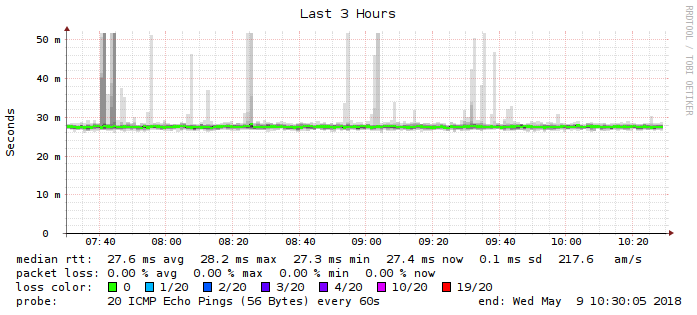 Last 3 Hours
RRDTOOL / TOBI OETIKER
Seconds
50 m
40 m
30 m
20 m
10 m
0
07:40 08:00 08:20 08:40 09:00 09:20 09:40 10:00 10:20
median rtt: 27.6 ms avg 28.2 ms max 27.3 ms min 27.4 ms now 0.1 ms sd 217.6 am/s
packet loss: 0.00 % avg 0.00 % max 0.00 % min 0.00 % now
loss color: 0 1/20 2/20 3/20 4/20 10/20 19/20
probe: 20 ICMP Echo Pings (56 Bytes) every 60s end: Wed May 9 10:30:05 2018